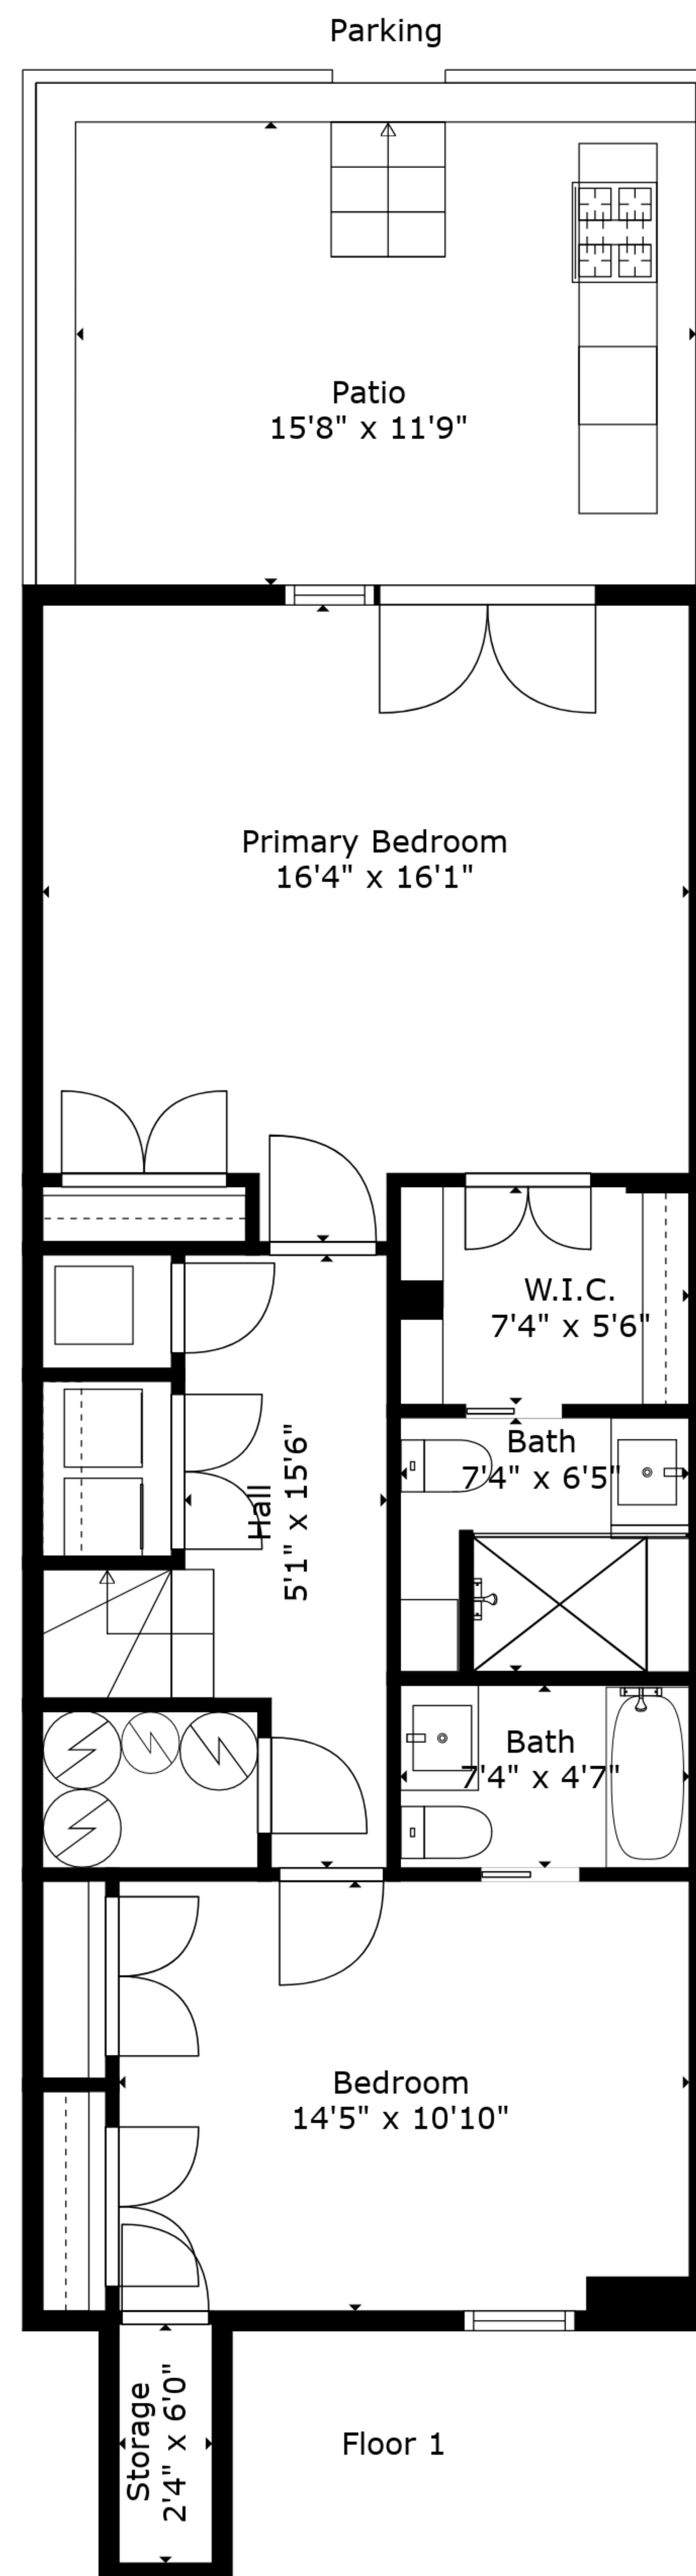 Parking
Patio
15'8" x 11'9"
Primary Bedroom
16'4" x 16'1"
W.I.C.
7'4" x 5'6"
Bath
7'4" x 6'5"
Hall
5'1" x 15'6"
Bath
7'4" x 4'7"
Bedroom
14'5" x 10'10"
Storage
2'4" x 6'0"
Floor 1